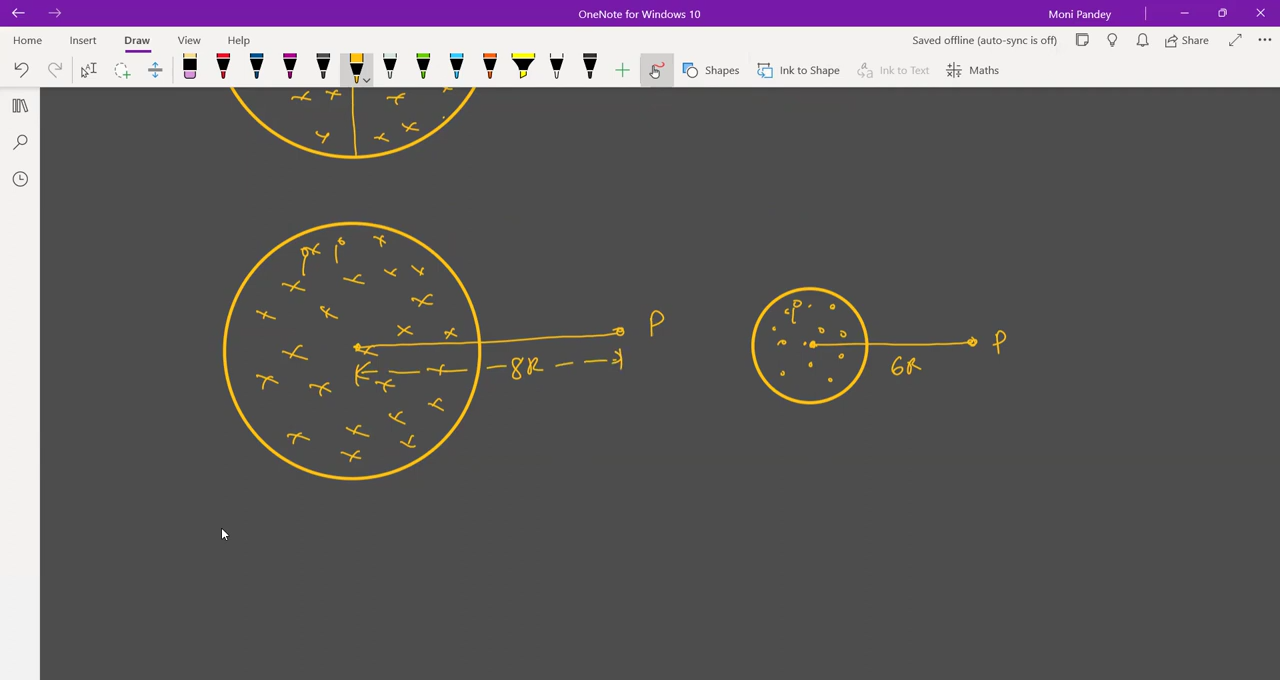 OneNote for Windows 10
Moni Pandey
Home Insert Draw View Help
Saved offline (auto-sync is off) Share
Shapes Ink to Shape Ink to Text Maths
P
8R
P
6R